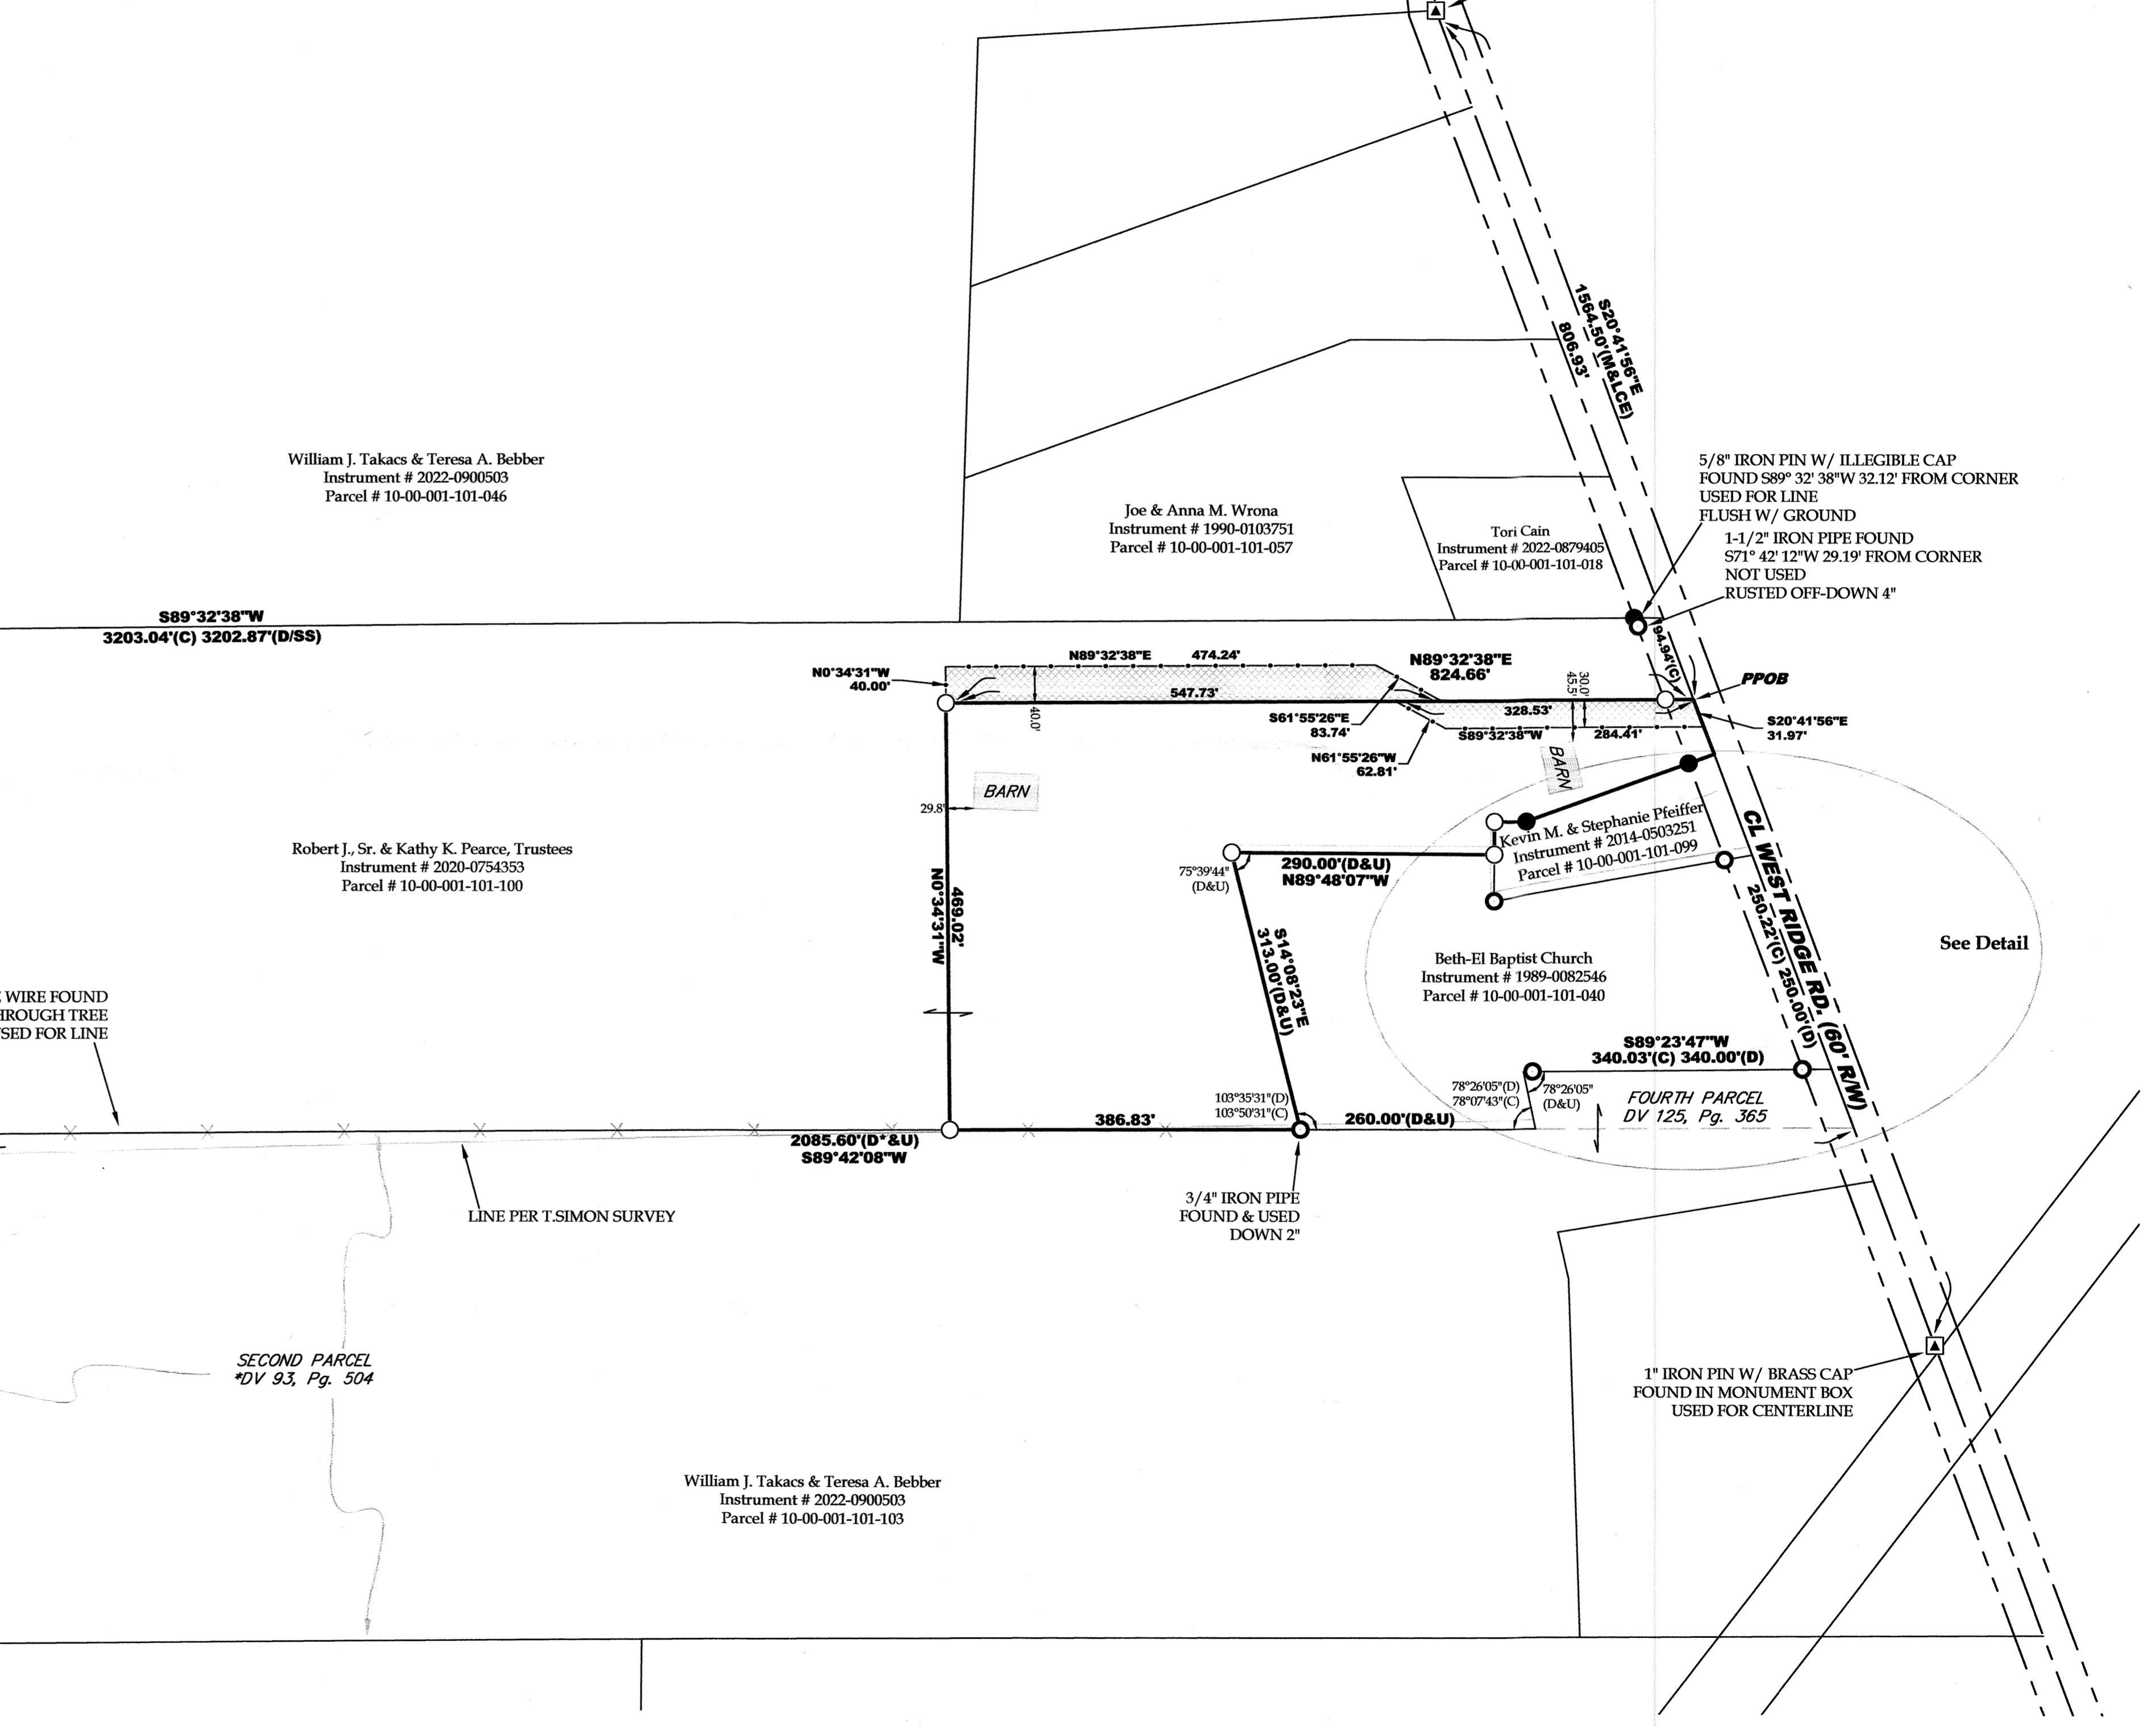 William J. Takacs & Teresa A. Bebber
Instrument # 2022-0900503
Parcel # 10-00-001-101-046
Joe & Anna M. Wrona
Instrument # 1990-0103751
Parcel # 10-00-001-101-057
Tori Cain
Instrument # 2022-0879405
Parcel # 10-00-001-101-018
S20°41'56"E
1564.50'(M&LCE)
806.93'
5/8" IRON PIN W/ ILLEGIBLE CAP
FOUND S89° 32' 38"W 32.12' FROM CORNER
USED FOR LINE
FLUSH W/ GROUND
1-1/2" IRON PIPE FOUND
S71° 42' 12"W 29.19' FROM CORNER
NOT USED
RUSTED OFF-DOWN 4"
S89°32'38"W
3203.04'(C) 3202.87'(D/SS)
N0°34'31"W
40.00'
N89°32'38"E 474.24'
N89°32'38"E
824.66'
547.73'
40.0'
S61°55'26"E
83.74'
N61°55'26"W
62.81'
328.53'
S89°32'38"W 284.41'
30.0'
45.5'
94.94'(C)
PPOB
S20°41'56"E
31.97'
BARN
29.8'
BARN
Robert J., Sr. & Kathy K. Pearce, Trustees
Instrument # 2020-0754353
Parcel # 10-00-001-101-100
469.02'
N0°34'31"W
75°39'44"
(D&U)
290.00'(D&U)
N89°48'07"W
Kevin M. & Stephanie Pfeiffer
Instrument # 2014-0503251
Parcel # 10-00-001-101-099
S14°08'23"E
313.00'(D&U)
CL WEST RIDGE RD. (60' R/W)
250.22'(C) 250.00'(D)
See Detail
Beth-El Baptist Church
Instrument # 1989-0082546
Parcel # 10-00-001-101-040
S89°23'47"W
340.03'(C) 340.00'(D)
WIRE FOUND
HROUGH TREE
SED FOR LINE
103°35'31"(D)
103°50'31"(C)
78°26'05"(D)
78°07'43"(C)
78°26'05"
(D&U)
FOURTH PARCEL
DV 125, Pg. 365
386.83'
260.00'(D&U)
2085.60'(D*&U)
S89°42'08"W
LINE PER T.SIMON SURVEY
3/4" IRON PIPE
FOUND & USED
DOWN 2"
SECOND PARCEL
*DV 93, Pg. 504
1" IRON PIN W/ BRASS CAP
FOUND IN MONUMENT BOX
USED FOR CENTERLINE
William J. Takacs & Teresa A. Bebber
Instrument # 2022-0900503
Parcel # 10-00-001-101-103